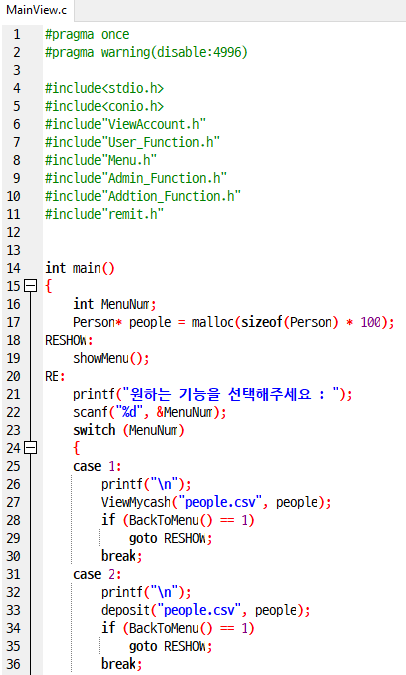 MainView.c
1 #pragma once
2 #pragma warning(disable:4996)
3
4 #include<stdio.h>
5 #include<conio.h>
6 #include"ViewAccount.h"
7 #include"User_Function.h"
8 #include"Menu.h"
9 #include"Admin_Function.h"
10 #include"Addtion_Function.h"
11 #include"remit.h"
12
13
14 int main()
15 {
16 int MenuNum;
17 Person* people = malloc(sizeof(Person) * 100);
18 RESHOW:
19 showMenu();
20 RE:
21 printf("원하는 기능을 선택해주세요 : ");
22 scanf("%d", &MenuNum);
23 switch (MenuNum)
24 {
25 case 1:
26 printf("\n");
27 ViewMycash("people.csv", people);
28 if (BackToMenu() == 1)
29 goto RESHOW;
30 break;
31 case 2:
32 printf("\n");
33 deposit("people.csv", people);
34 if (BackToMenu() == 1)
35 goto RESHOW;
36 break;